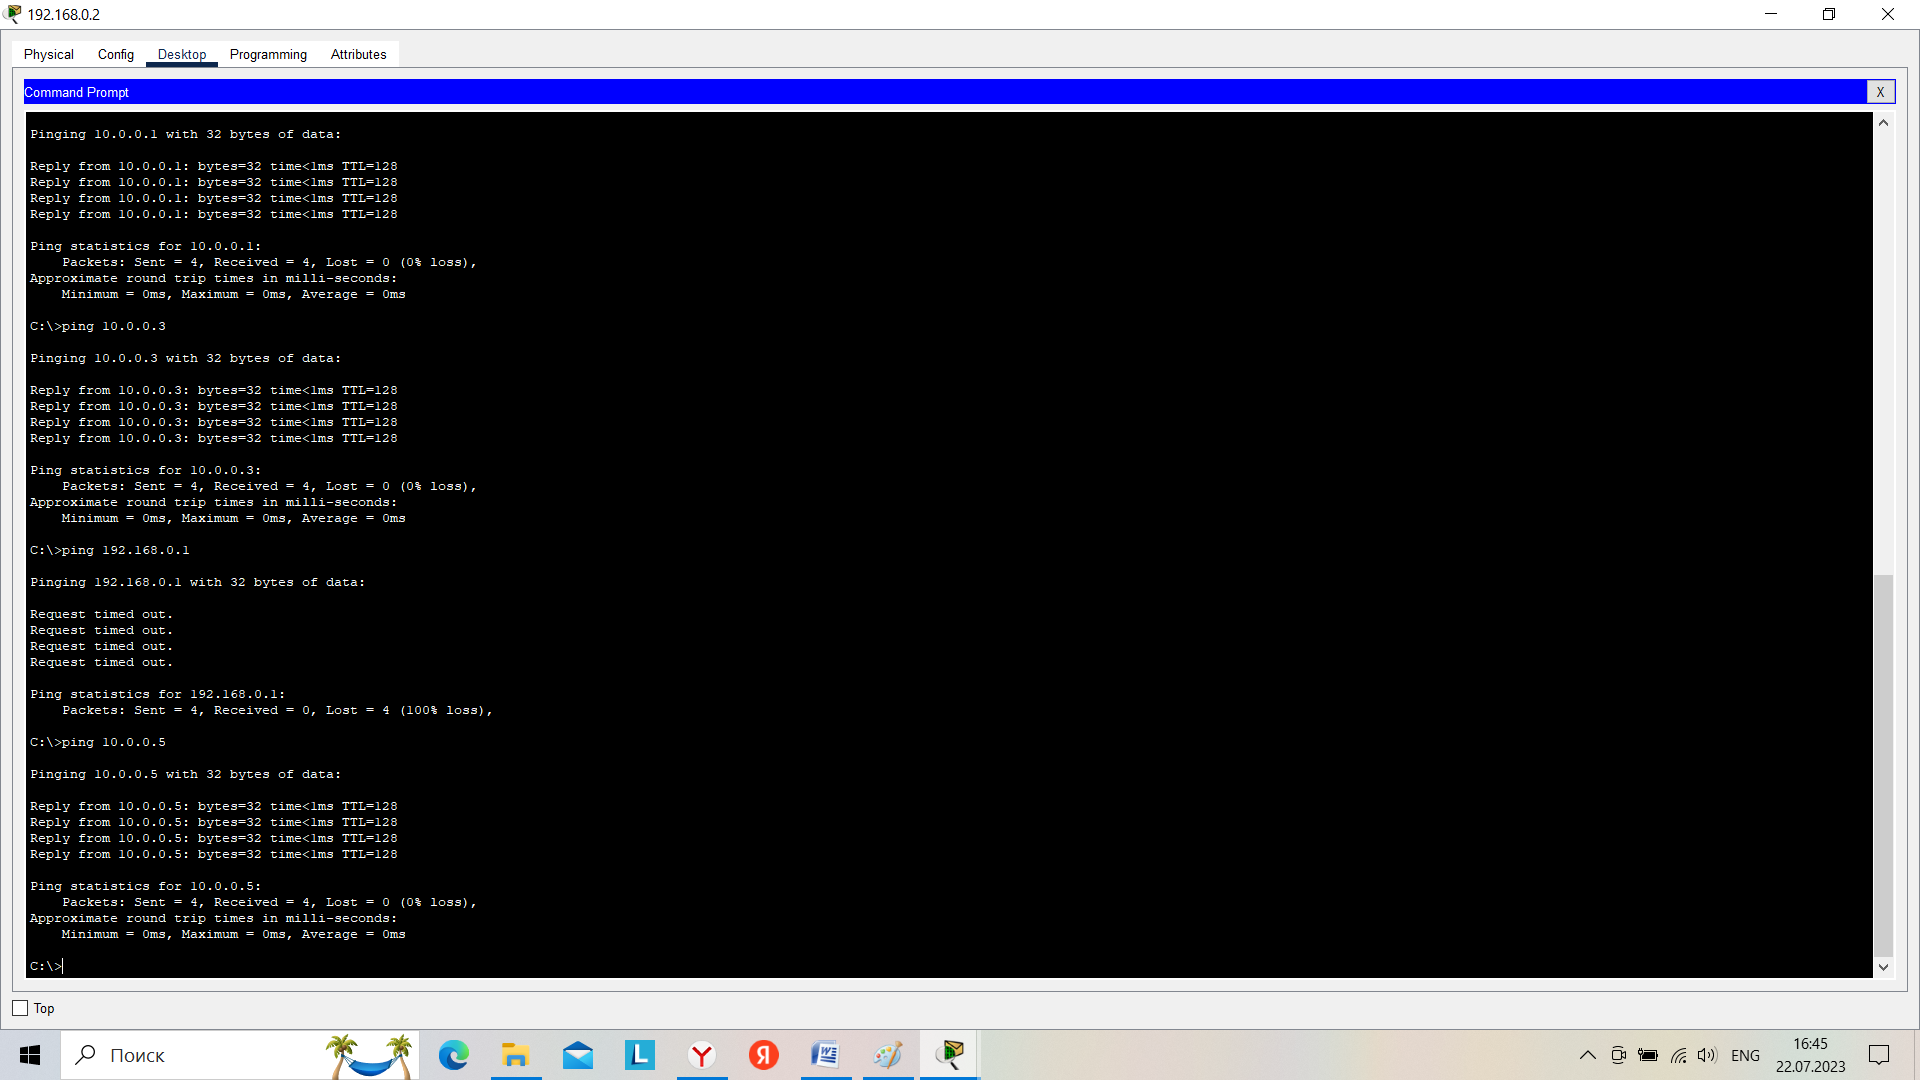 192.168.0.2
Physical Config Desktop Programming Attributes
Command Prompt
X
Pinging 10.0.0.1 with 32 bytes of data:
Reply from 10.0.0.1: bytes=32 time<1ms TTL=128
Reply from 10.0.0.1: bytes=32 time<1ms TTL=128
Reply from 10.0.0.1: bytes=32 time<1ms TTL=128
Reply from 10.0.0.1: bytes=32 time<1ms TTL=128
Ping statistics for 10.0.0.1:
Packets: Sent = 4, Received = 4, Lost = 0 (0% loss),
Approximate round trip times in milli-seconds:
Minimum = 0ms, Maximum = 0ms, Average = 0ms
C:\>ping 10.0.0.3
Pinging 10.0.0.3 with 32 bytes of data:
Reply from 10.0.0.3: bytes=32 time<1ms TTL=128
Reply from 10.0.0.3: bytes=32 time<1ms TTL=128
Reply from 10.0.0.3: bytes=32 time<1ms TTL=128
Reply from 10.0.0.3: bytes=32 time<1ms TTL=128
Ping statistics for 10.0.0.3:
Packets: Sent = 4, Received = 4, Lost = 0 (0% loss),
Approximate round trip times in milli-seconds:
Minimum = 0ms, Maximum = 0ms, Average = 0ms
C:\>ping 192.168.0.1
Pinging 192.168.0.1 with 32 bytes of data:
Request timed out.
Request timed out.
Request timed out.
Request timed out.
Ping statistics for 192.168.0.1:
Packets: Sent = 4, Received = 0, Lost = 4 (100% loss),
C:\>ping 10.0.0.5
Pinging 10.0.0.5 with 32 bytes of data:
Reply from 10.0.0.5: bytes=32 time<1ms TTL=128
Reply from 10.0.0.5: bytes=32 time<1ms TTL=128
Reply from 10.0.0.5: bytes=32 time<1ms TTL=128
Reply from 10.0.0.5: bytes=32 time<1ms TTL=128
Ping statistics for 10.0.0.5:
Packets: Sent = 4, Received = 4, Lost = 0 (0% loss),
Approximate round trip times in milli-seconds:
Minimum = 0ms, Maximum = 0ms, Average = 0ms
C:\>
Top
Поиск
L
Y
Я
W
ENG
16:45
22.07.2023